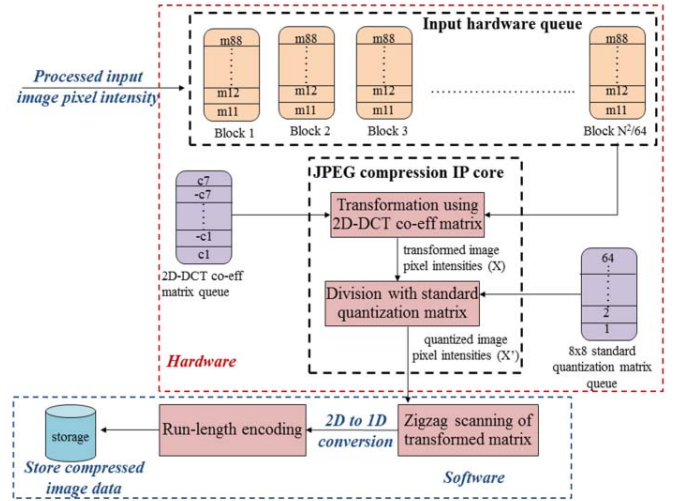 Input hardware queue
Processed input
image pixel intensity
m88
m12
m11
Block 1
m88
m12
m11
Block 2
m88
m12
m11
Block 3
m88
m12
m11
Block N²/64
JPEG compression IP core
c7
-c7
-c1
c1
2D-DCT co-eff
matrix queue
Transformation using
2D-DCT co-eff matrix
transformed image
pixel intensities (X)
Division with standard
quantization matrix
64
2
1
8x8 standard
quantization matrix
queue
quantized image
pixel intensities (X')
Hardware
storage
Store compressed
image data
Run-length encoding
2D to 1D
conversion
Zigzag scanning of
transformed matrix
Software